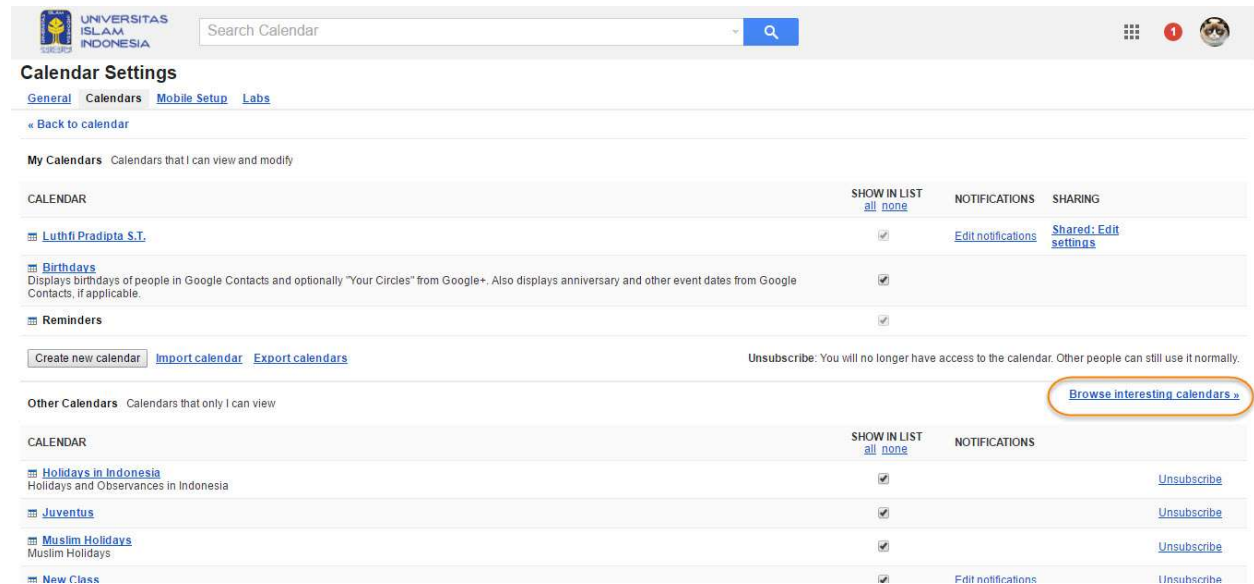 UNIVERSITAS
ISLAM
INDONESIA
Search Calendar
1
Calendar Settings
General Calendars Mobile Setup Labs
« Back to calendar
My Calendars Calendars that I can view and modify
CALENDAR SHOW IN LIST NOTIFICATIONS SHARING
all none
Luthfi Pradipta S.T. Edit notifications Shared: Edit settings
Birthdays
Displays birthdays of people in Google Contacts and optionally "Your Circles" from Google+. Also displays anniversary and other event dates from Google
Contacts, if applicable.
Reminders
Create new calendar Import calendar Export calendars Unsubscribe: You will no longer have access to the calendar. Other people can still use it normally.
Browse interesting calendars »
Other Calendars Calendars that only I can view
CALENDAR SHOW IN LIST NOTIFICATIONS
all none
Holidays in Indonesia
Holidays and Observances in Indonesia Unsubscribe
Juventus Unsubscribe
Muslim Holidays
Muslim Holidays Unsubscribe
New Class Edit notifications Unsubscribe